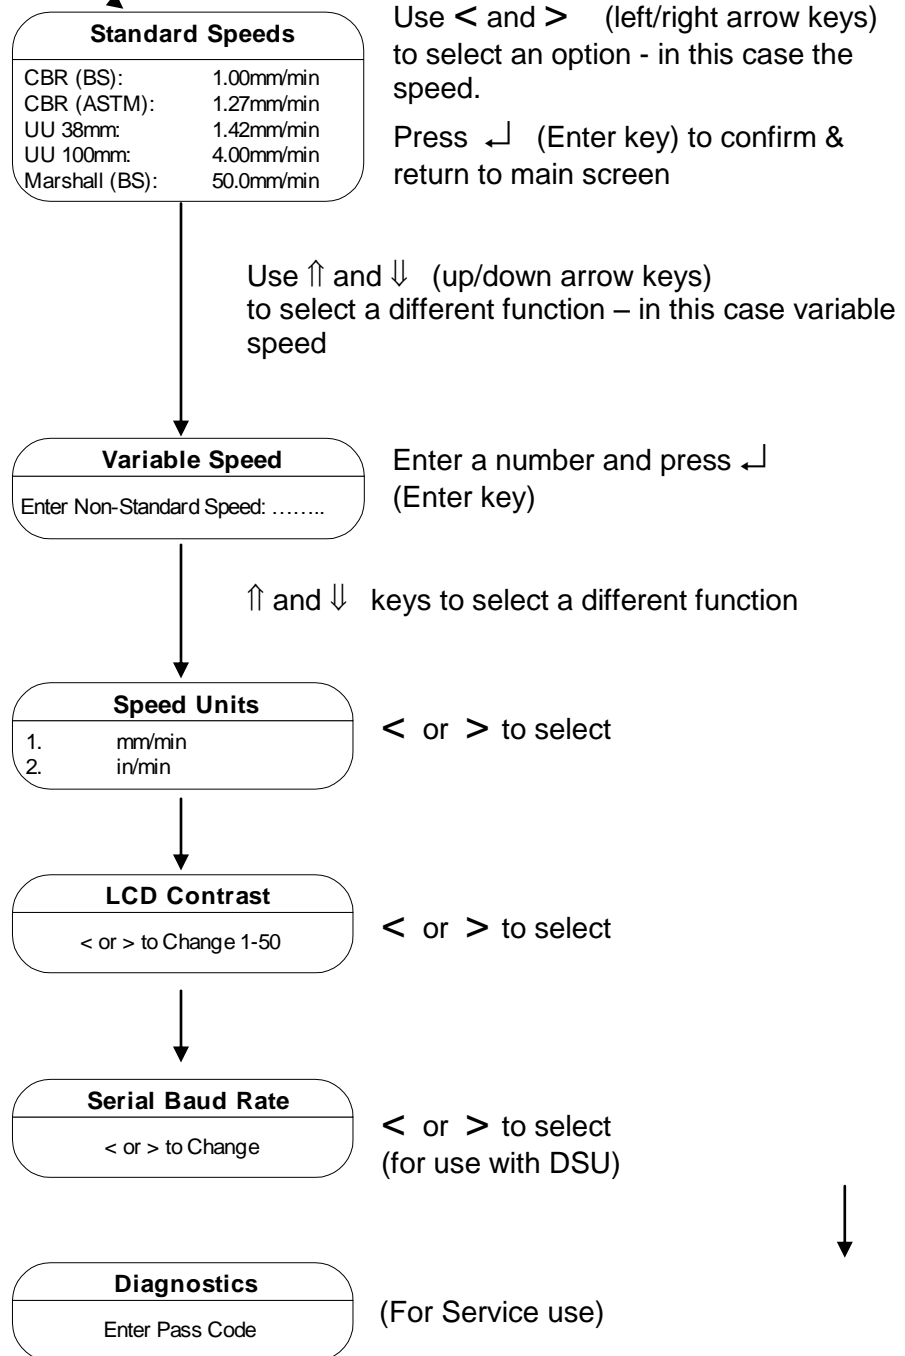 Standard Speeds
CBR (BS): 1.00mm/min
CBR (ASTM): 1.27mm/min
UU 38mm: 1.42mm/min
UU 100mm: 4.00mm/min
Marshall (BS): 50.0mm/min
Use < and > (left/right arrow keys)
to select an option - in this case the
speed.
Press ↵ (Enter key) to confirm &
return to main screen
Use ⇑ and ⇓ (up/down arrow keys)
to select a different function – in this case variable
speed
Variable Speed
Enter Non-Standard Speed: ……..
Enter a number and press ↵
(Enter key)
⇑ and ⇓ keys to select a different function
Speed Units
1. mm/min
2. in/min
< or > to select
LCD Contrast
< or > to Change 1-50
< or > to select
Serial Baud Rate
< or > to Change
< or > to select
(for use with DSU)
Diagnostics
Enter Pass Code
(For Service use)